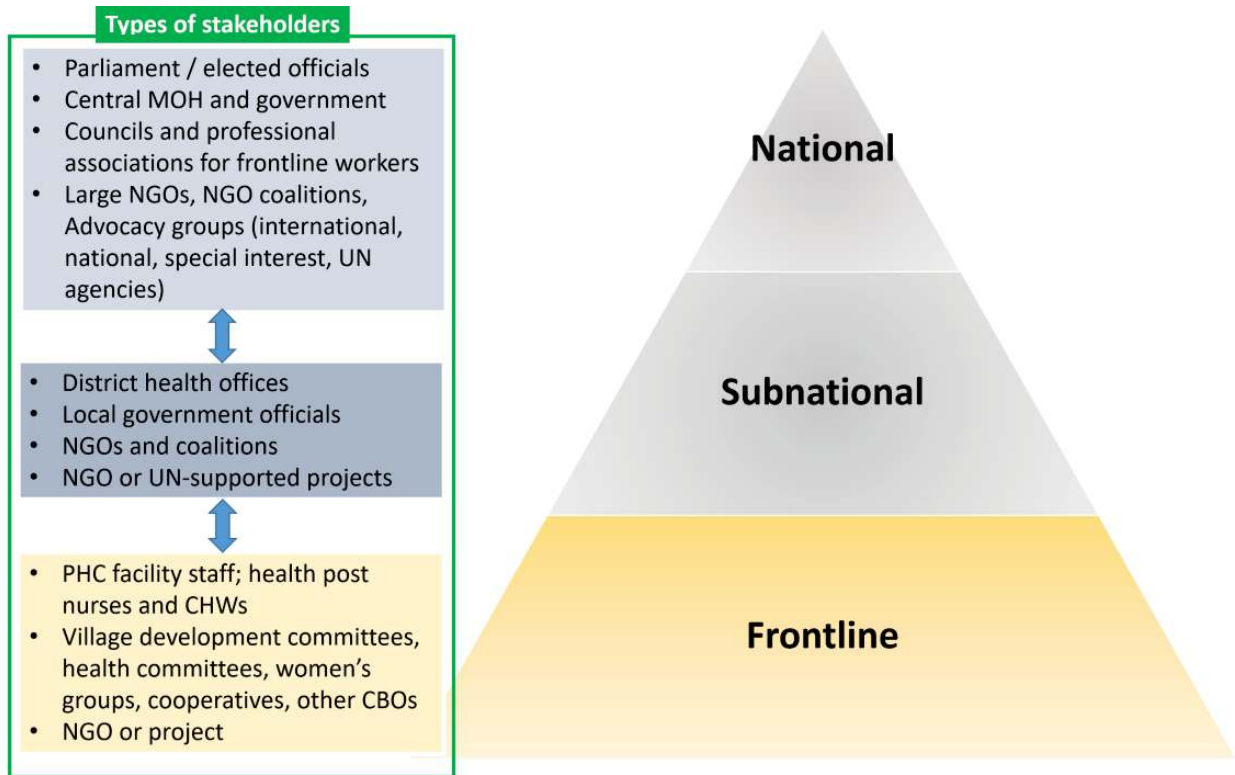 Types of stakeholders
• Parliament / elected officials
• Central MOH and government
• Councils and professional
associations for frontline workers
• Large NGOs, NGO coalitions,
Advocacy groups (international,
national, special interest, UN
agencies)
• District health offices
• Local government officials
• NGOs and coalitions
• NGO or UN-supported projects
• PHC facility staff; health post
nurses and CHWs
• Village development committees,
health committees, women’s
groups, cooperatives, other CBOs
• NGO or project
National
Subnational
Frontline